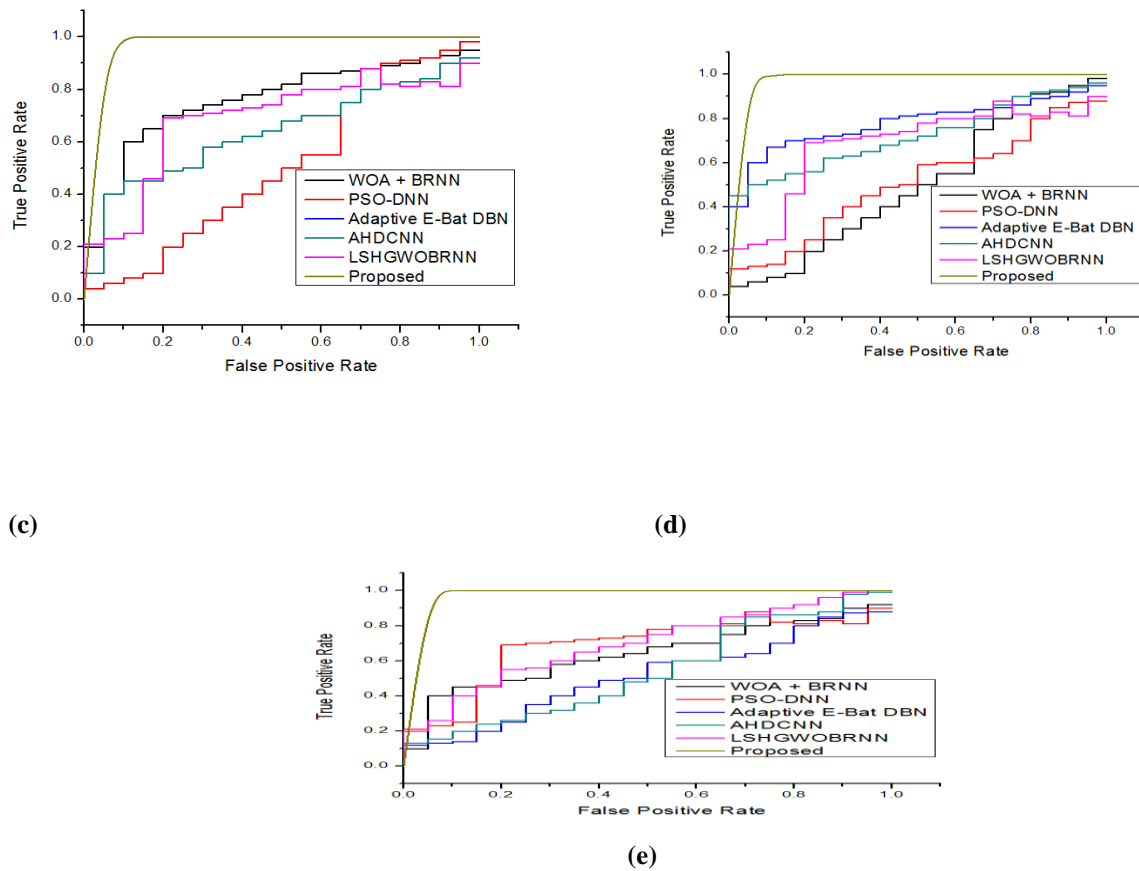 1.0
0.8
0.6
0.4
0.2
0.0
True Positive Rate
0.0 0.2 0.4 0.6 0.8 1.0
False Positive Rate
WOA + BRNN
PSO-DNN
Adaptive E-Bat DBN
AHDCNN
LSHGWOBRNN
Proposed
1.0
0.8
0.6
0.4
0.2
0.0
True Positive Rate
0.0 0.2 0.4 0.6 0.8 1.0
False Positive Rate
WOA + BRNN
PSO-DNN
Adaptive E-Bat DBN
AHDCNN
LSHGWOBRNN
Proposed
(c)
(d)
1.0
0.8
0.6
0.4
0.2
0.0
True Positive Rate
0.0 0.2 0.4 0.6 0.8 1.0
False Positive Rate
WOA + BRNN
PSO-DNN
Adaptive E-Bat DBN
AHDCNN
LSHGWOBRNN
Proposed
(e)